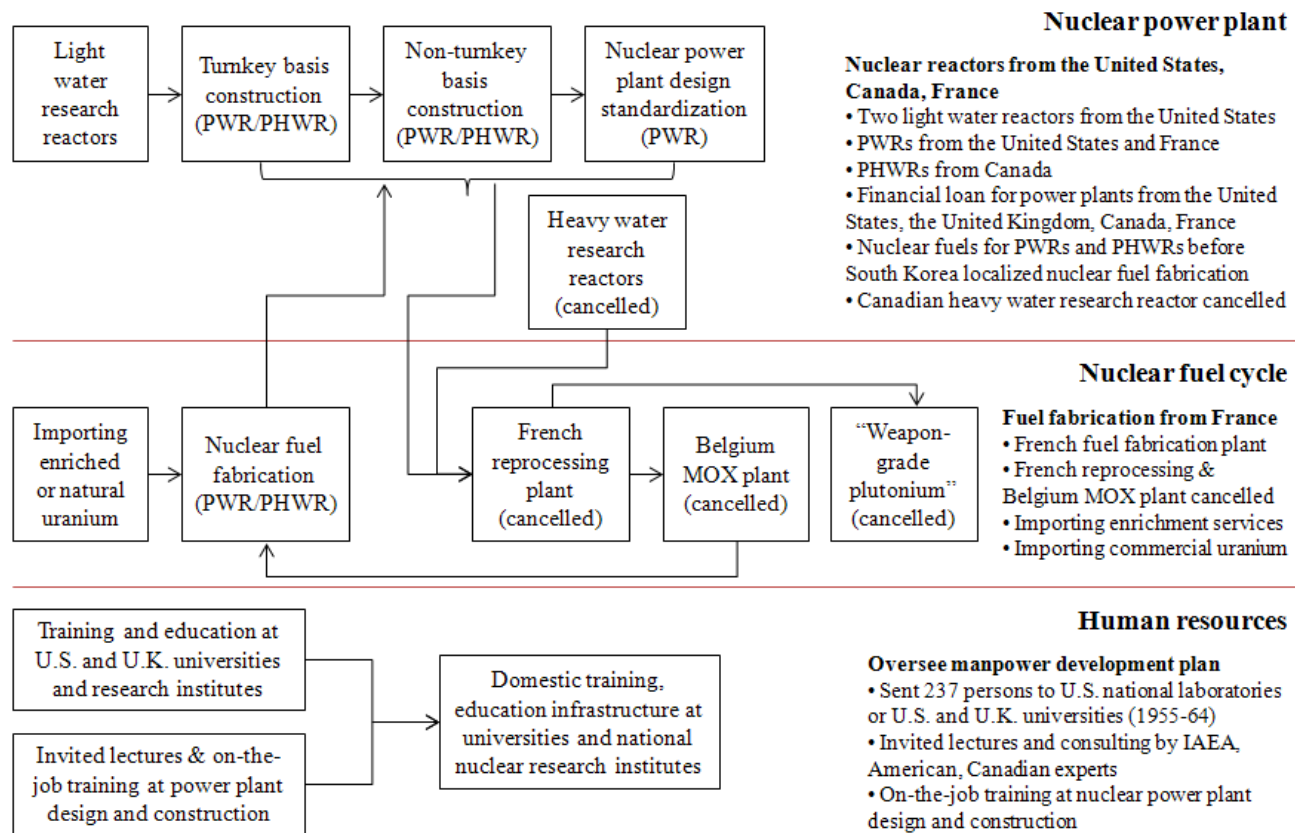 Nuclear power plant
Light
water
research
reactors
Turnkey basis
construction
(PWR/PHWR)
Non-turnkey
basis
construction
(PWR/PHWR)
Nuclear power
plant design
standardization
(PWR)
Heavy water
research
reactors
(cancelled)
Nuclear reactors from the United States,
Canada, France
• Two light water reactors from the United States
• PWRs from the United States and France
• PHWRs from Canada
• Financial loan for power plants from the United
States, the United Kingdom, Canada, France
• Nuclear fuels for PWRs and PHWRs before
South Korea localized nuclear fuel fabrication
• Canadian heavy water research reactor cancelled
Nuclear fuel cycle
Importing
enriched
or natural
uranium
Nuclear fuel
fabrication
(PWR/PHWR)
French
reprocessing
plant
(cancelled)
Belgium
MOX plant
(cancelled)
“Weapon-
grade
plutonium”
(cancelled)
Fuel fabrication from France
• French fuel fabrication plant
• French reprocessing &
Belgium MOX plant cancelled
• Importing enrichment services
• Importing commercial uranium
Human resources
Training and education at
U.S. and U.K. universities
and research institutes
Invited lectures & on-the-
job training at power plant
design and construction
Domestic training,
education infrastructure at
universities and national
nuclear research institutes
Oversee manpower development plan
• Sent 237 persons to U.S. national laboratories
or U.S. and U.K. universities (1955-64)
• Invited lectures and consulting by IAEA,
American, Canadian experts
• On-the-job training at nuclear power plant
design and construction